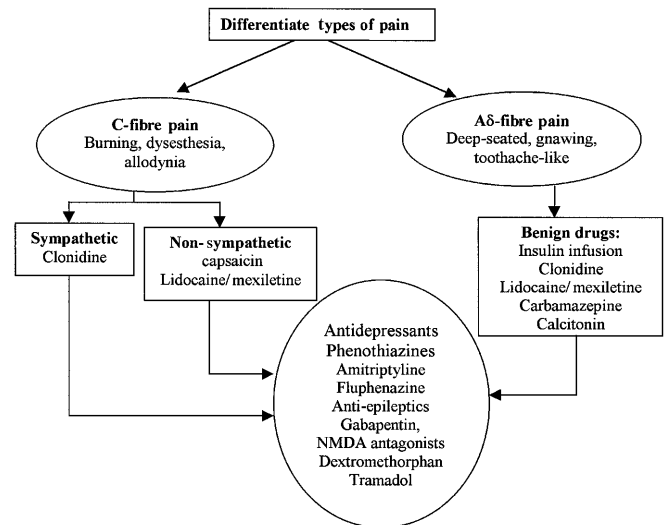 Differentiate types of pain
C-fibre pain
Burning, dysesthesia,
allodynia
Aδ-fibre pain
Deep-seated, gnawing,
toothache-like
Sympathetic
Clonidine
Non-sympathetic
capsaicin
Lidocaine/mexiletine
Benign drugs:
Insulin infusion
Clonidine
Lidocaine/mexiletine
Carbamazepine
Calcitonin
Antidepressants
Phenothiazines
Amitriptyline
Fluphenazine
Anti-epileptics
Gabapentin,
NMDA antagonists
Dextromethorphan
Tramadol